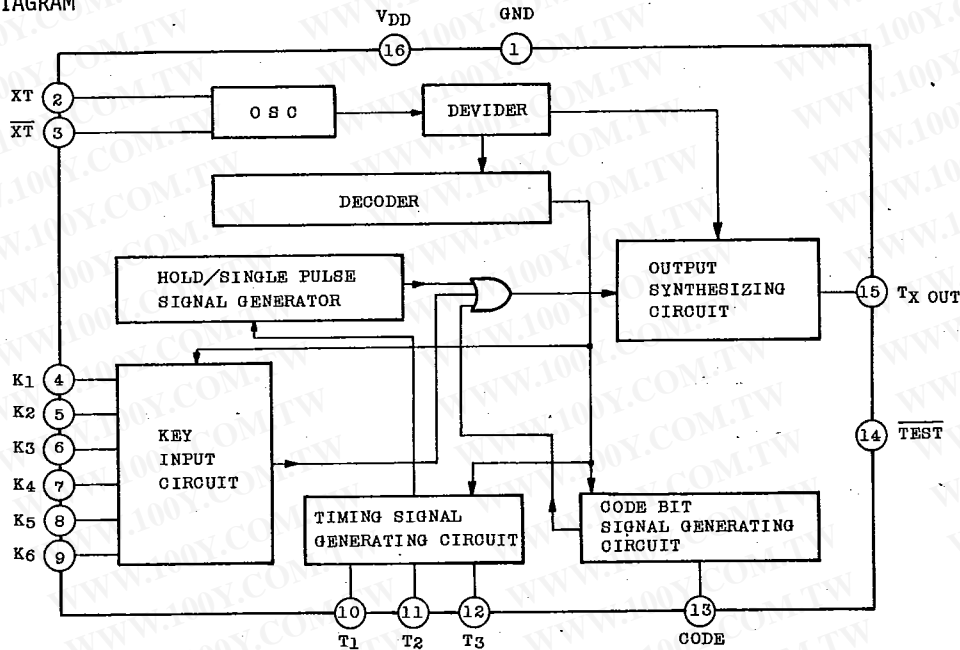 IAGRAM
VDD
GND
16
1
XT
2
XT
3
OSC
DEVIDER
DECODER
HOLD/SINGLE PULSE
SIGNAL GENERATOR
OUTPUT
SYNTHESIZING
CIRCUIT
15
TX OUT
K1
4
K2
5
K3
6
K4
7
K5
8
K6
9
KEY
INPUT
CIRCUIT
14
TEST
TIMING SIGNAL
GENERATING CIRCUIT
CODE BIT
SIGNAL GENERATING
CIRCUIT
10
11
12
13
T1
T2
T3
CODE
WWW.100Y.COM.TW